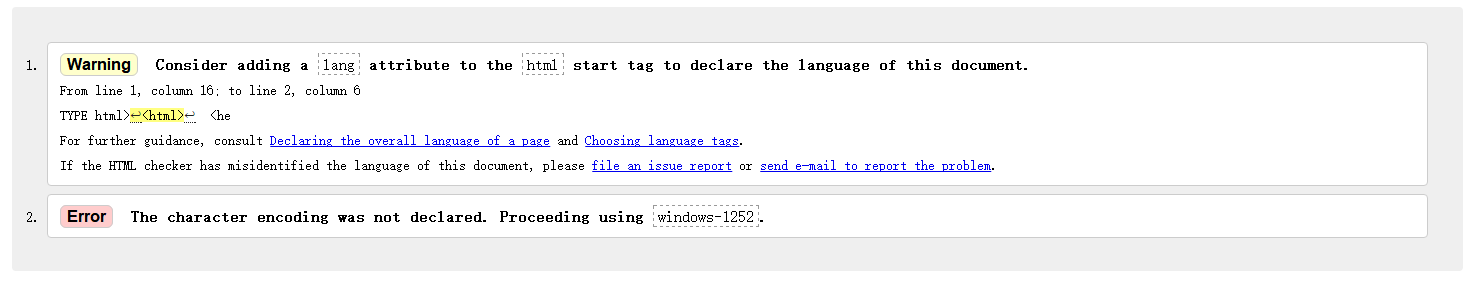 1. Warning Consider adding a lang attribute to the html start tag to declare the language of this document.
From line 1, column 16; to line 2, column 6
TYPE html>↩<html>↩  <he
For further guidance, consult Declaring the overall language of a page and Choosing language tags.
If the HTML checker has misidentified the language of this document, please file an issue report or send e-mail to report the problem.
2. Error The character encoding was not declared. Proceeding using windows-1252.